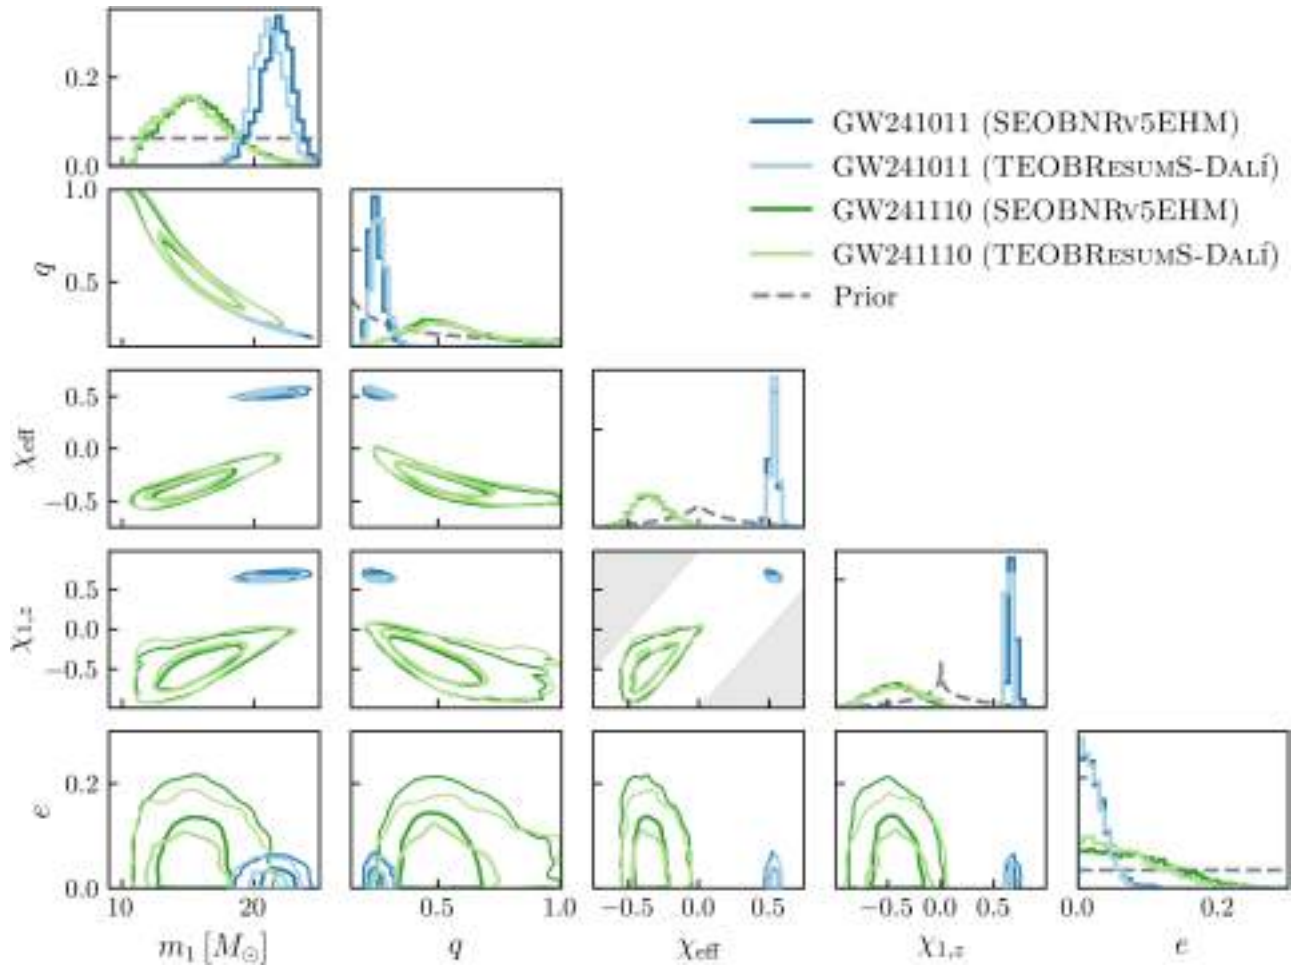 0.2
0.0
GW241011 (SEOBNRv5EHM)
GW241011 (TEOBResumS-Dalí)
GW241110 (SEOBNRv5EHM)
GW241110 (TEOBResumS-Dalí)
Prior
1.0
q
0.5
χeff
0.5
0.0
−0.5
χ1,z
0.5
0.0
−0.5
e
0.2
0.0
10 20 0.5 1.0 −0.5 0.0 0.5 −0.5 0.0 0.5 0.0 0.2
m1 [M⊙] q χeff χ1,z e